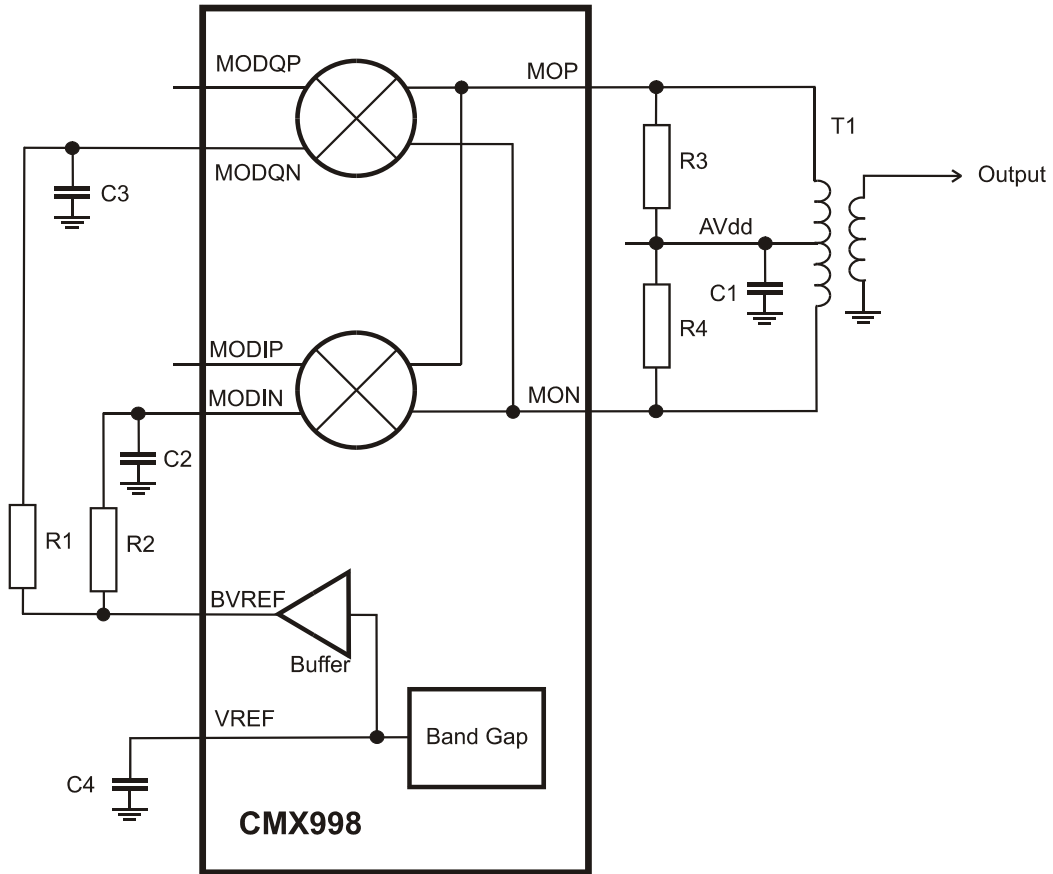 MODQP
MOP
T1
R3
MODQN
C3
Output
AVdd
C1
R4
MODIP
MODIN
MON
C2
R1
R2
BVREF
Buffer
VREF
Band Gap
C4
CMX998